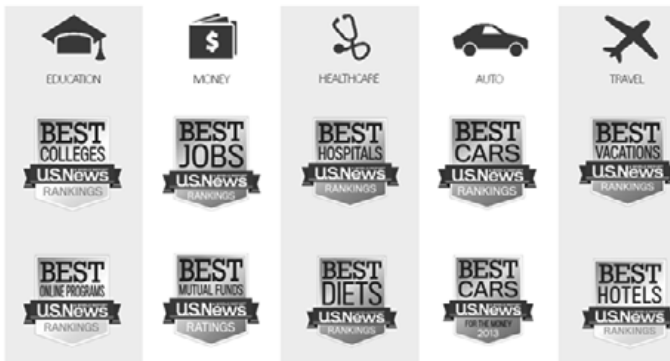 $
EDUCATION
MONEY
HEALTHCARE
AUTO
TRAVEL
BEST
COLLEGES
U.S.News
RANKINGS
BEST
JOBS
U.S.News
RANKINGS
BEST
HOSPITALS
U.S.News
RANKINGS
BEST
CARS
U.S.News
RANKINGS
BEST
VACATIONS
U.S.News
RANKINGS
BEST
ONLINE PROGRAMS
U.S.News
RANKINGS
BEST
MUTUAL FUNDS
U.S.News
RATINGS
BEST
DIETS
U.S.News
RANKINGS
BEST
CARS
U.S.News
FOR THE MONEY
2013
BEST
HOTELS
U.S.News
RANKINGS